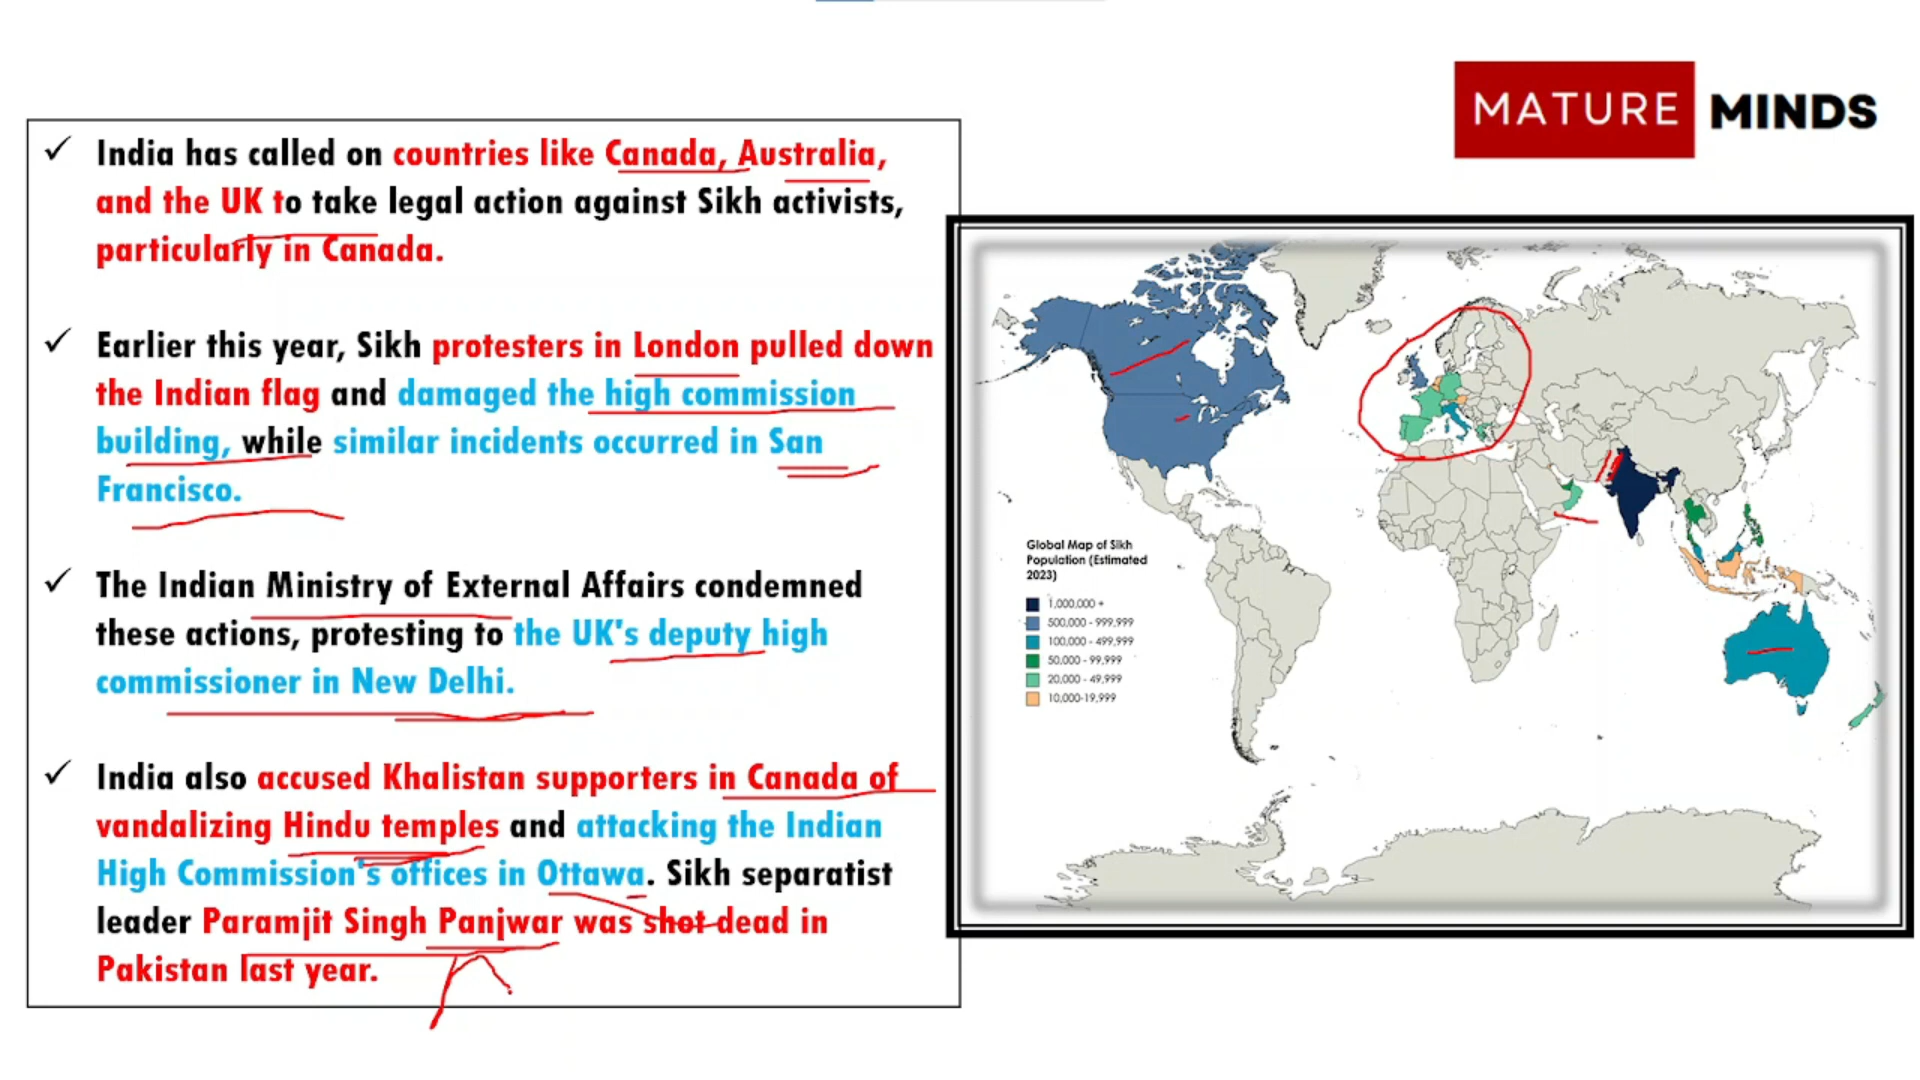 MATURE MINDS
✓ India has called on countries like Canada, Australia,
and the UK to take legal action against Sikh activists,
particularly in Canada.
✓ Earlier this year, Sikh protesters in London pulled down
the Indian flag and damaged the high commission
building, while similar incidents occurred in San
Francisco.
✓ The Indian Ministry of External Affairs condemned
these actions, protesting to the UK's deputy high
commissioner in New Delhi.
✓ India also accused Khalistan supporters in Canada of
vandalizing Hindu temples and attacking the Indian
High Commission's offices in Ottawa. Sikh separatist
leader Paramjit Singh Panjwar was shot dead in
Pakistan last year.
Global Map of Sikh
Population (Estimated
2023)
1,000,000 +
500,000 - 999,999
100,000 - 499,999
50,000 - 99,999
20,000 - 49,999
10,000-19,999